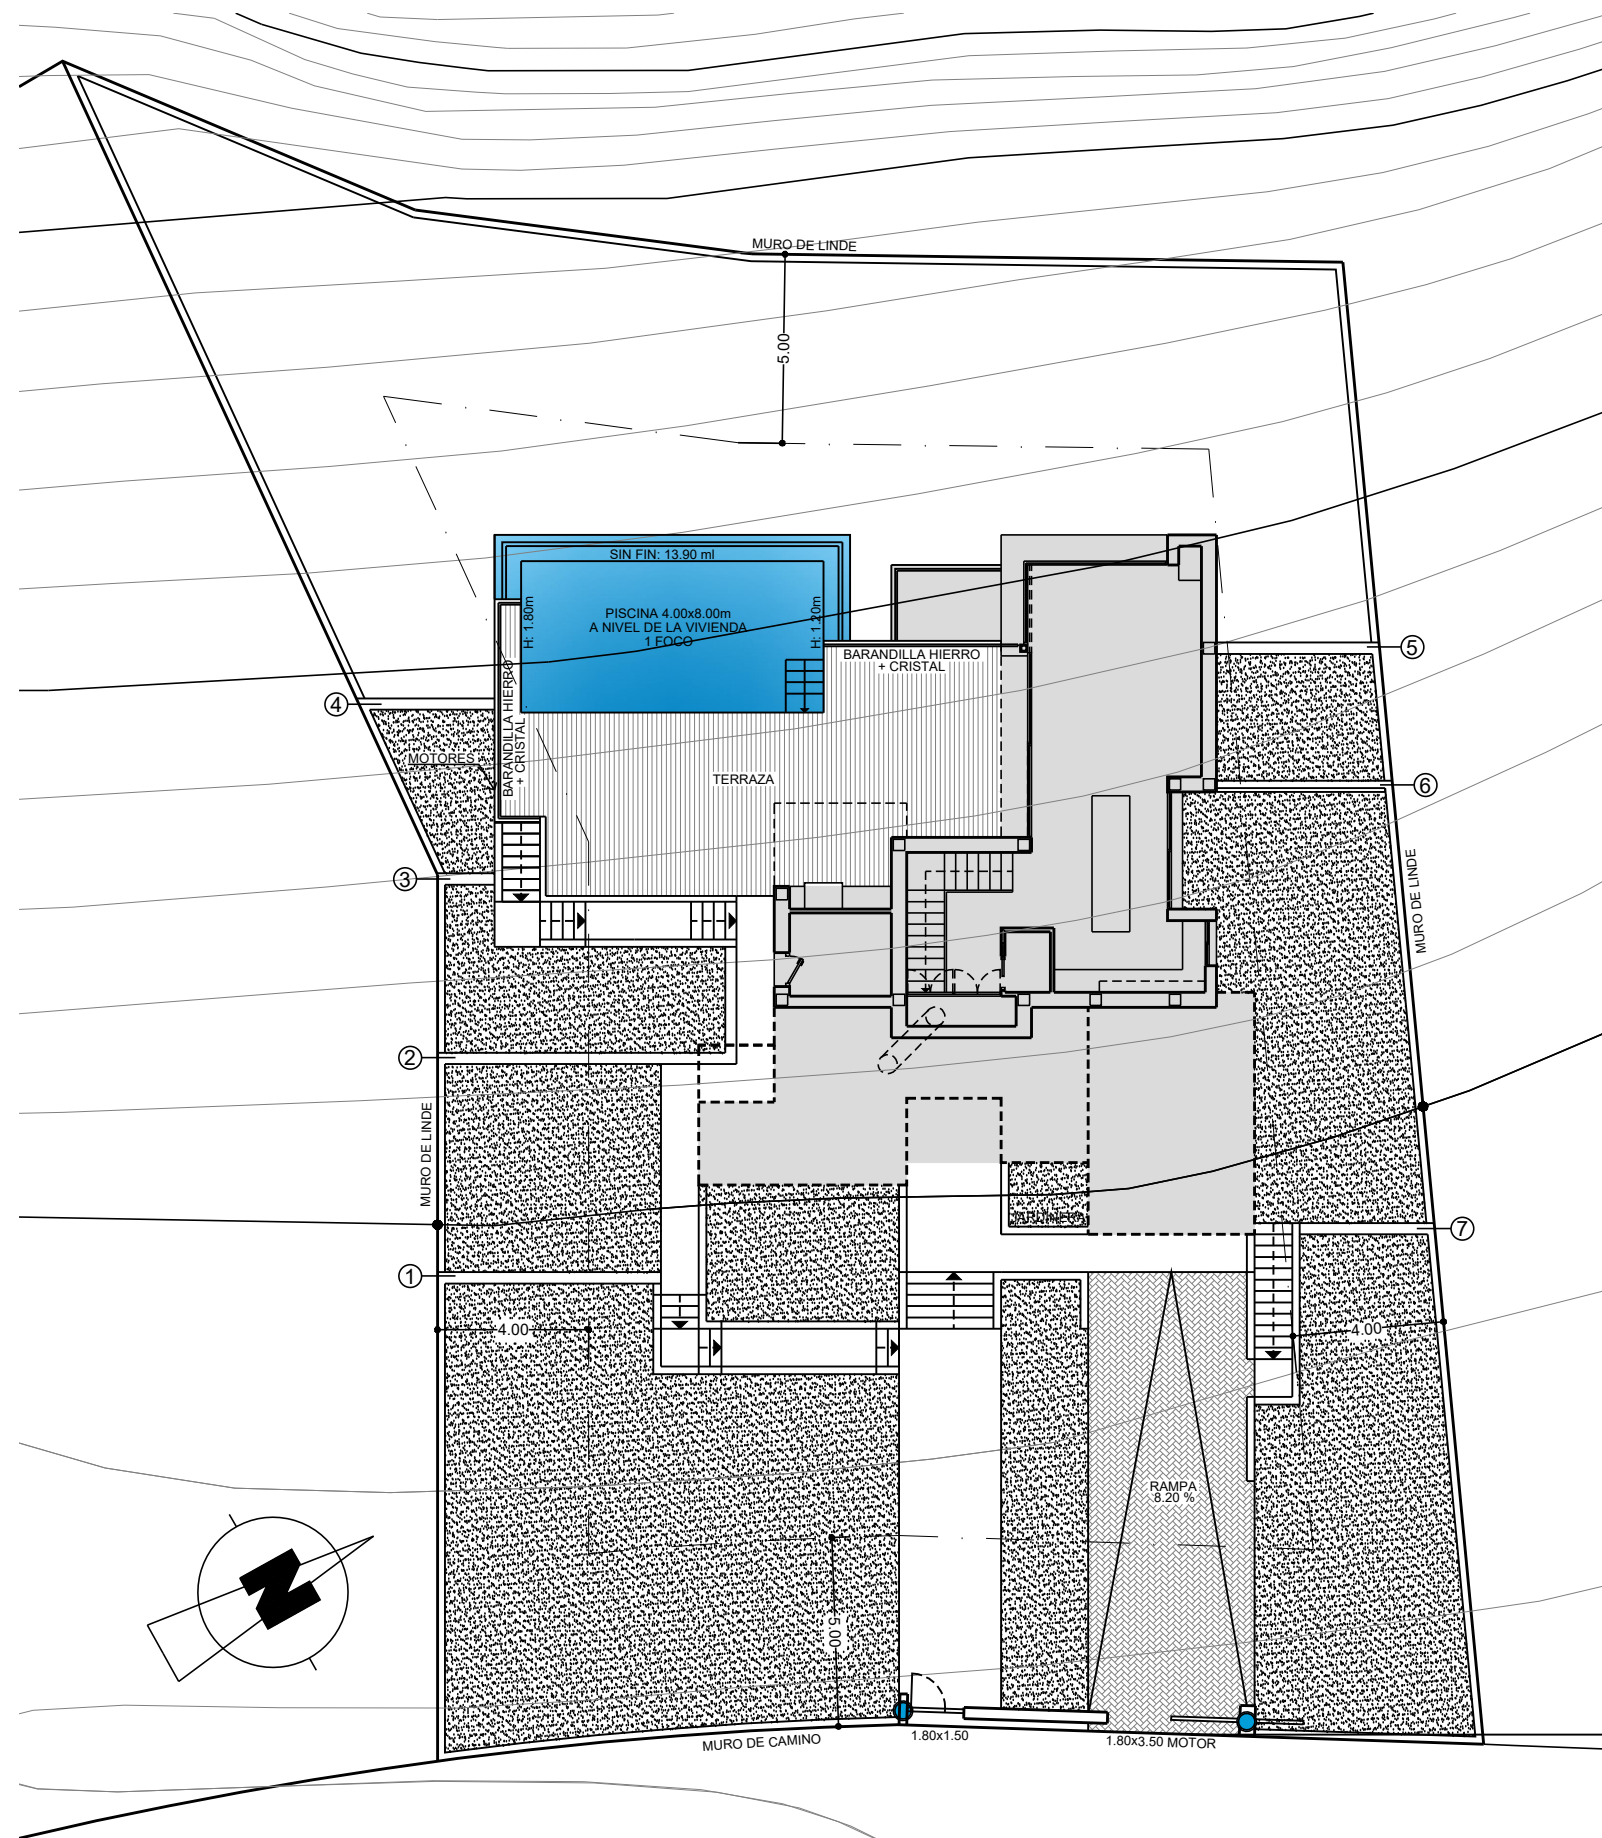 MURO DE LINDE
5.00
SIN FIN: 13.90 ml
H: 1.80m
PISCINA 4.00x8.00m
A NIVEL DE LA VIVIENDA
1 FOCO
H: 1.20m
BARANDILLA HIERRO
+ CRISTAL
5
BARANDILLA HIERRO
+ CRISTAL
4
MOTORES
TERRAZA
6
3
MURO DE LINDE
2
MURO DE LINDE
JARDINERA
7
1
4.00
4.00
RAMPA
8.20 %
N
5.00
MURO DE CAMINO
1.80x1.50
1.80x3.50 MOTOR